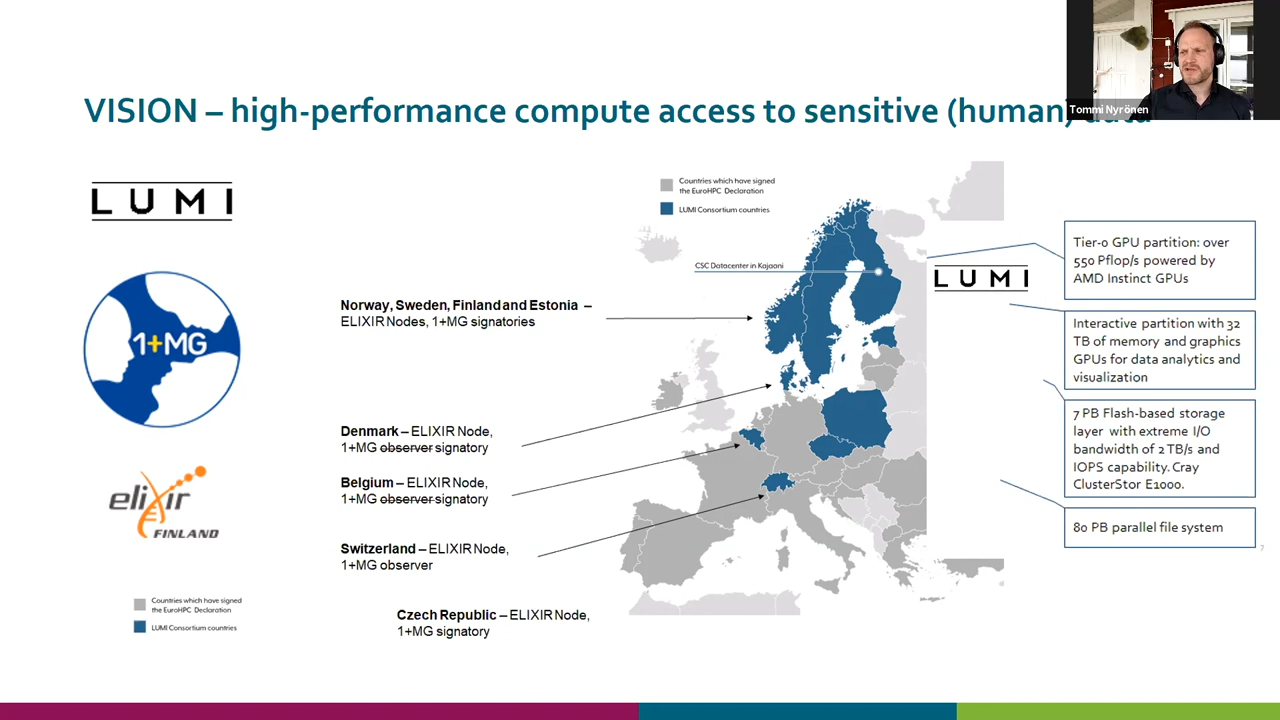 VISION – high-performance compute access to sensitive (human) data
Tommi Nyrönen
LUMI
1+MG
elixir
FINLAND
Countries which have signed
the EuroHPC Declaration
LUMI Consortium countries
Norway, Sweden, Finland and Estonia –
ELIXIR Nodes, 1+MG signatories
Denmark – ELIXIR Node,
1+MG observer signatory
Belgium – ELIXIR Node,
1+MG observer signatory
Switzerland – ELIXIR Node,
1+MG observer
Czech Republic – ELIXIR Node,
1+MG signatory
Countries which have signed
the EuroHPC Declaration
LUMI Consortium countries
CSC Datacenter in Kajaani
LUMI
Tier-0 GPU partition: over
550 Pflop/s powered by
AMD Instinct GPUs
Interactive partition with 32
TB of memory and graphics
GPUs for data analytics and
visualization
7 PB Flash-based storage
layer with extreme I/O
bandwidth of 2 TB/s and
IOPS capability. Cray
ClusterStor E1000.
80 PB parallel file system
7